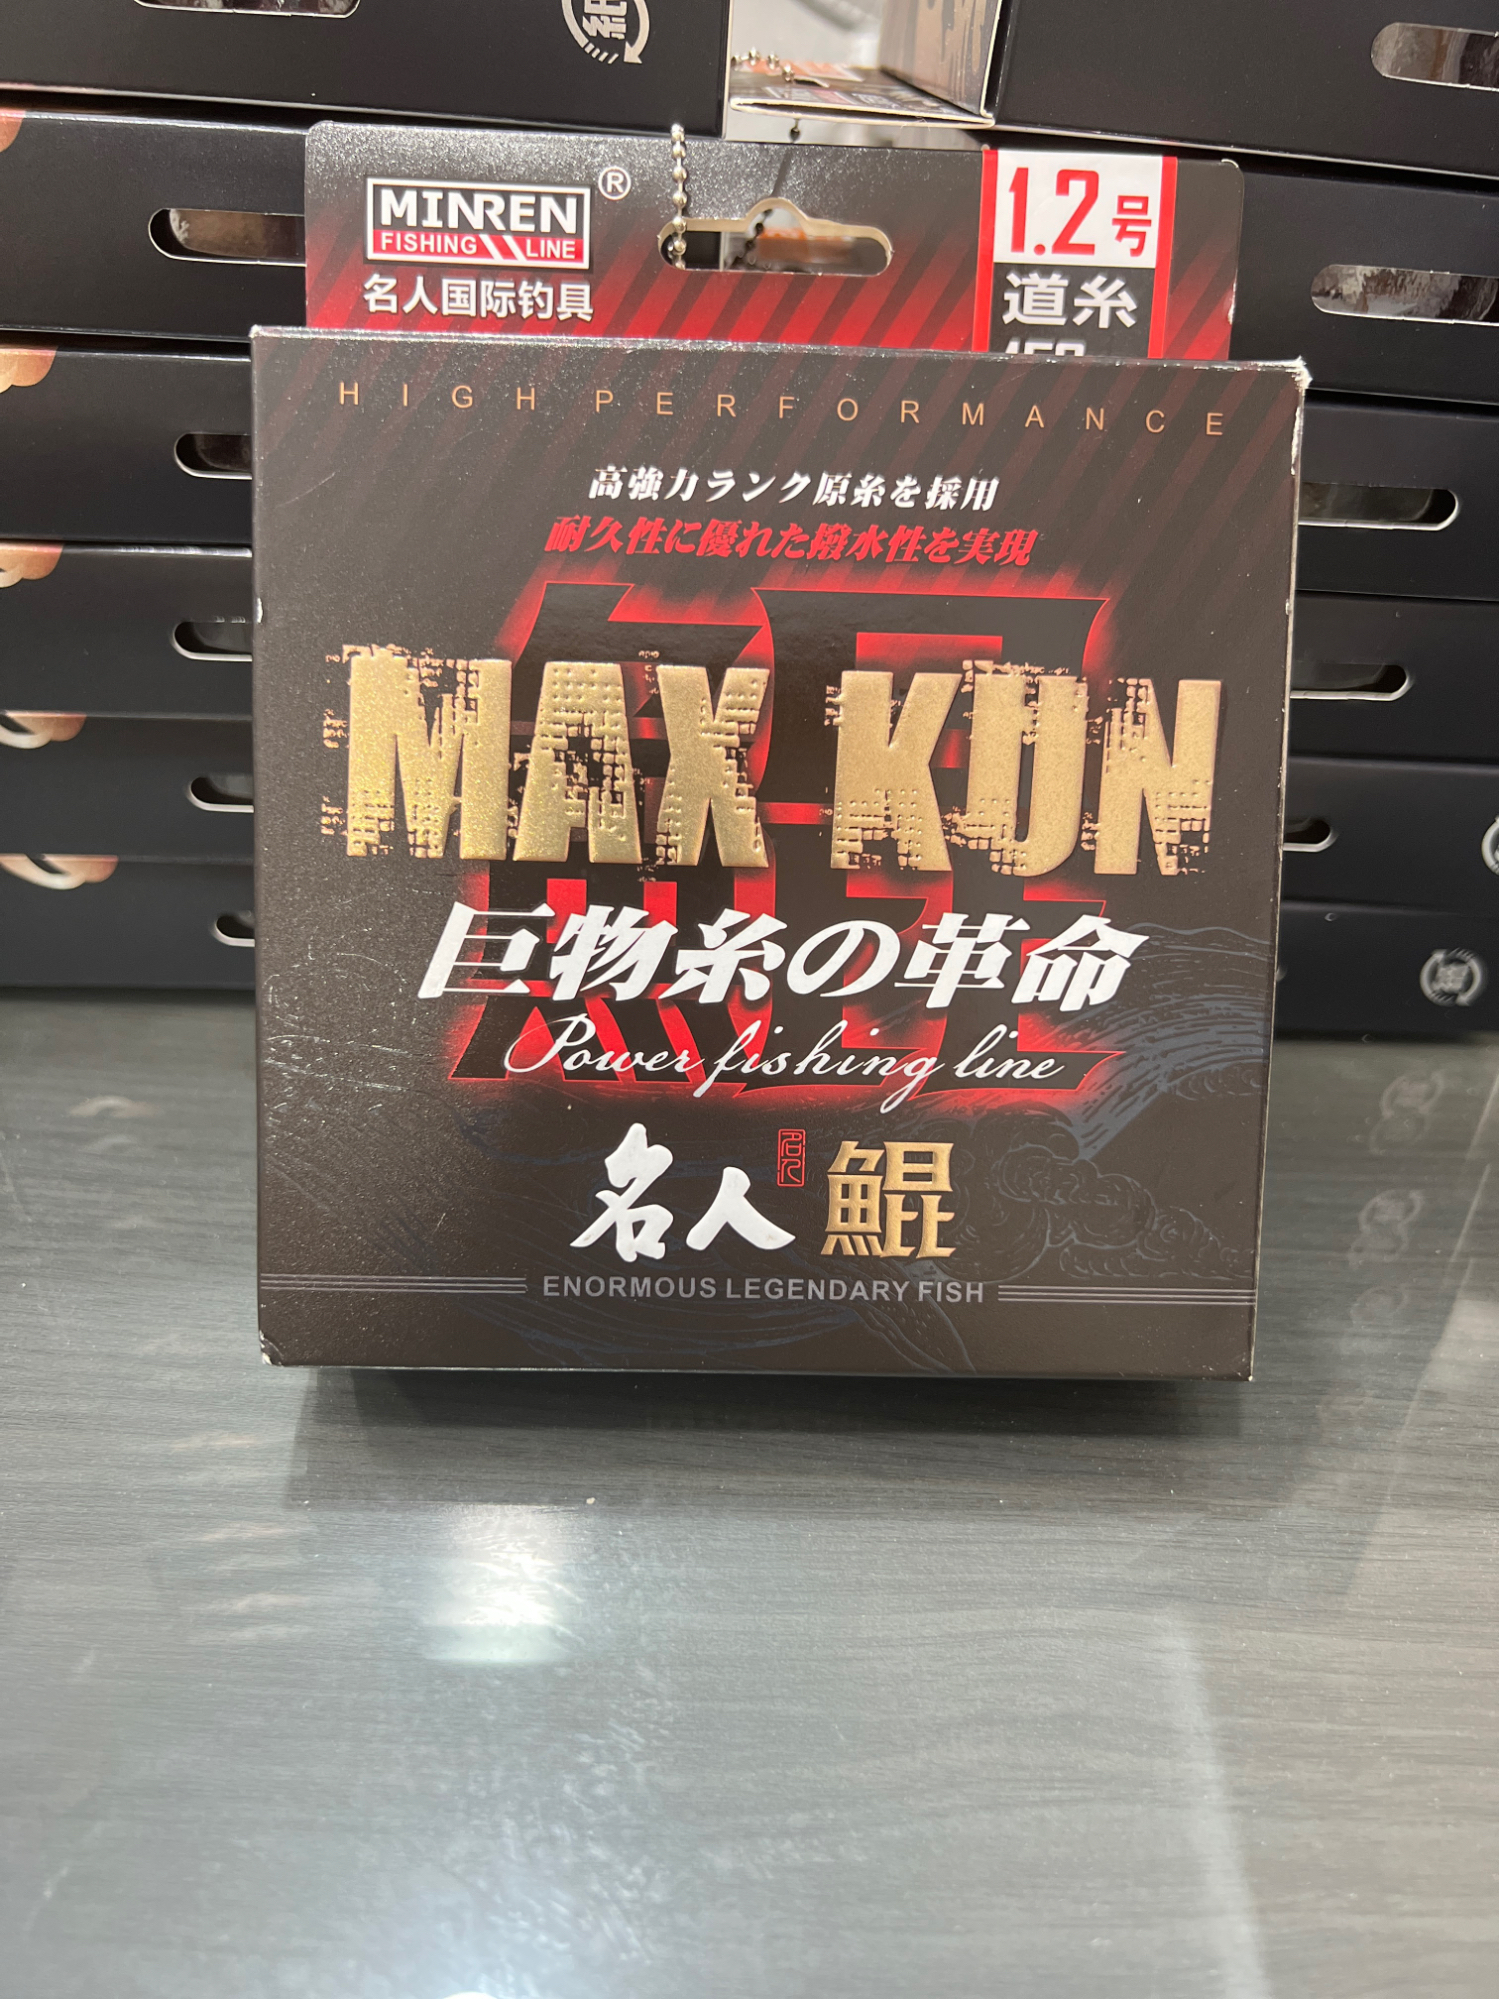 MINREN®
FISHING LINE
名人国际钓具
1.2号
道糸
HIGH PERFORMANCE
高強力ランク原糸を採用
耐久性に優れた撥水性を実現
鯤
MAX KUN
巨物糸の革命
Power fishing line
名人 鯤
ENORMOUS LEGENDARY FISH